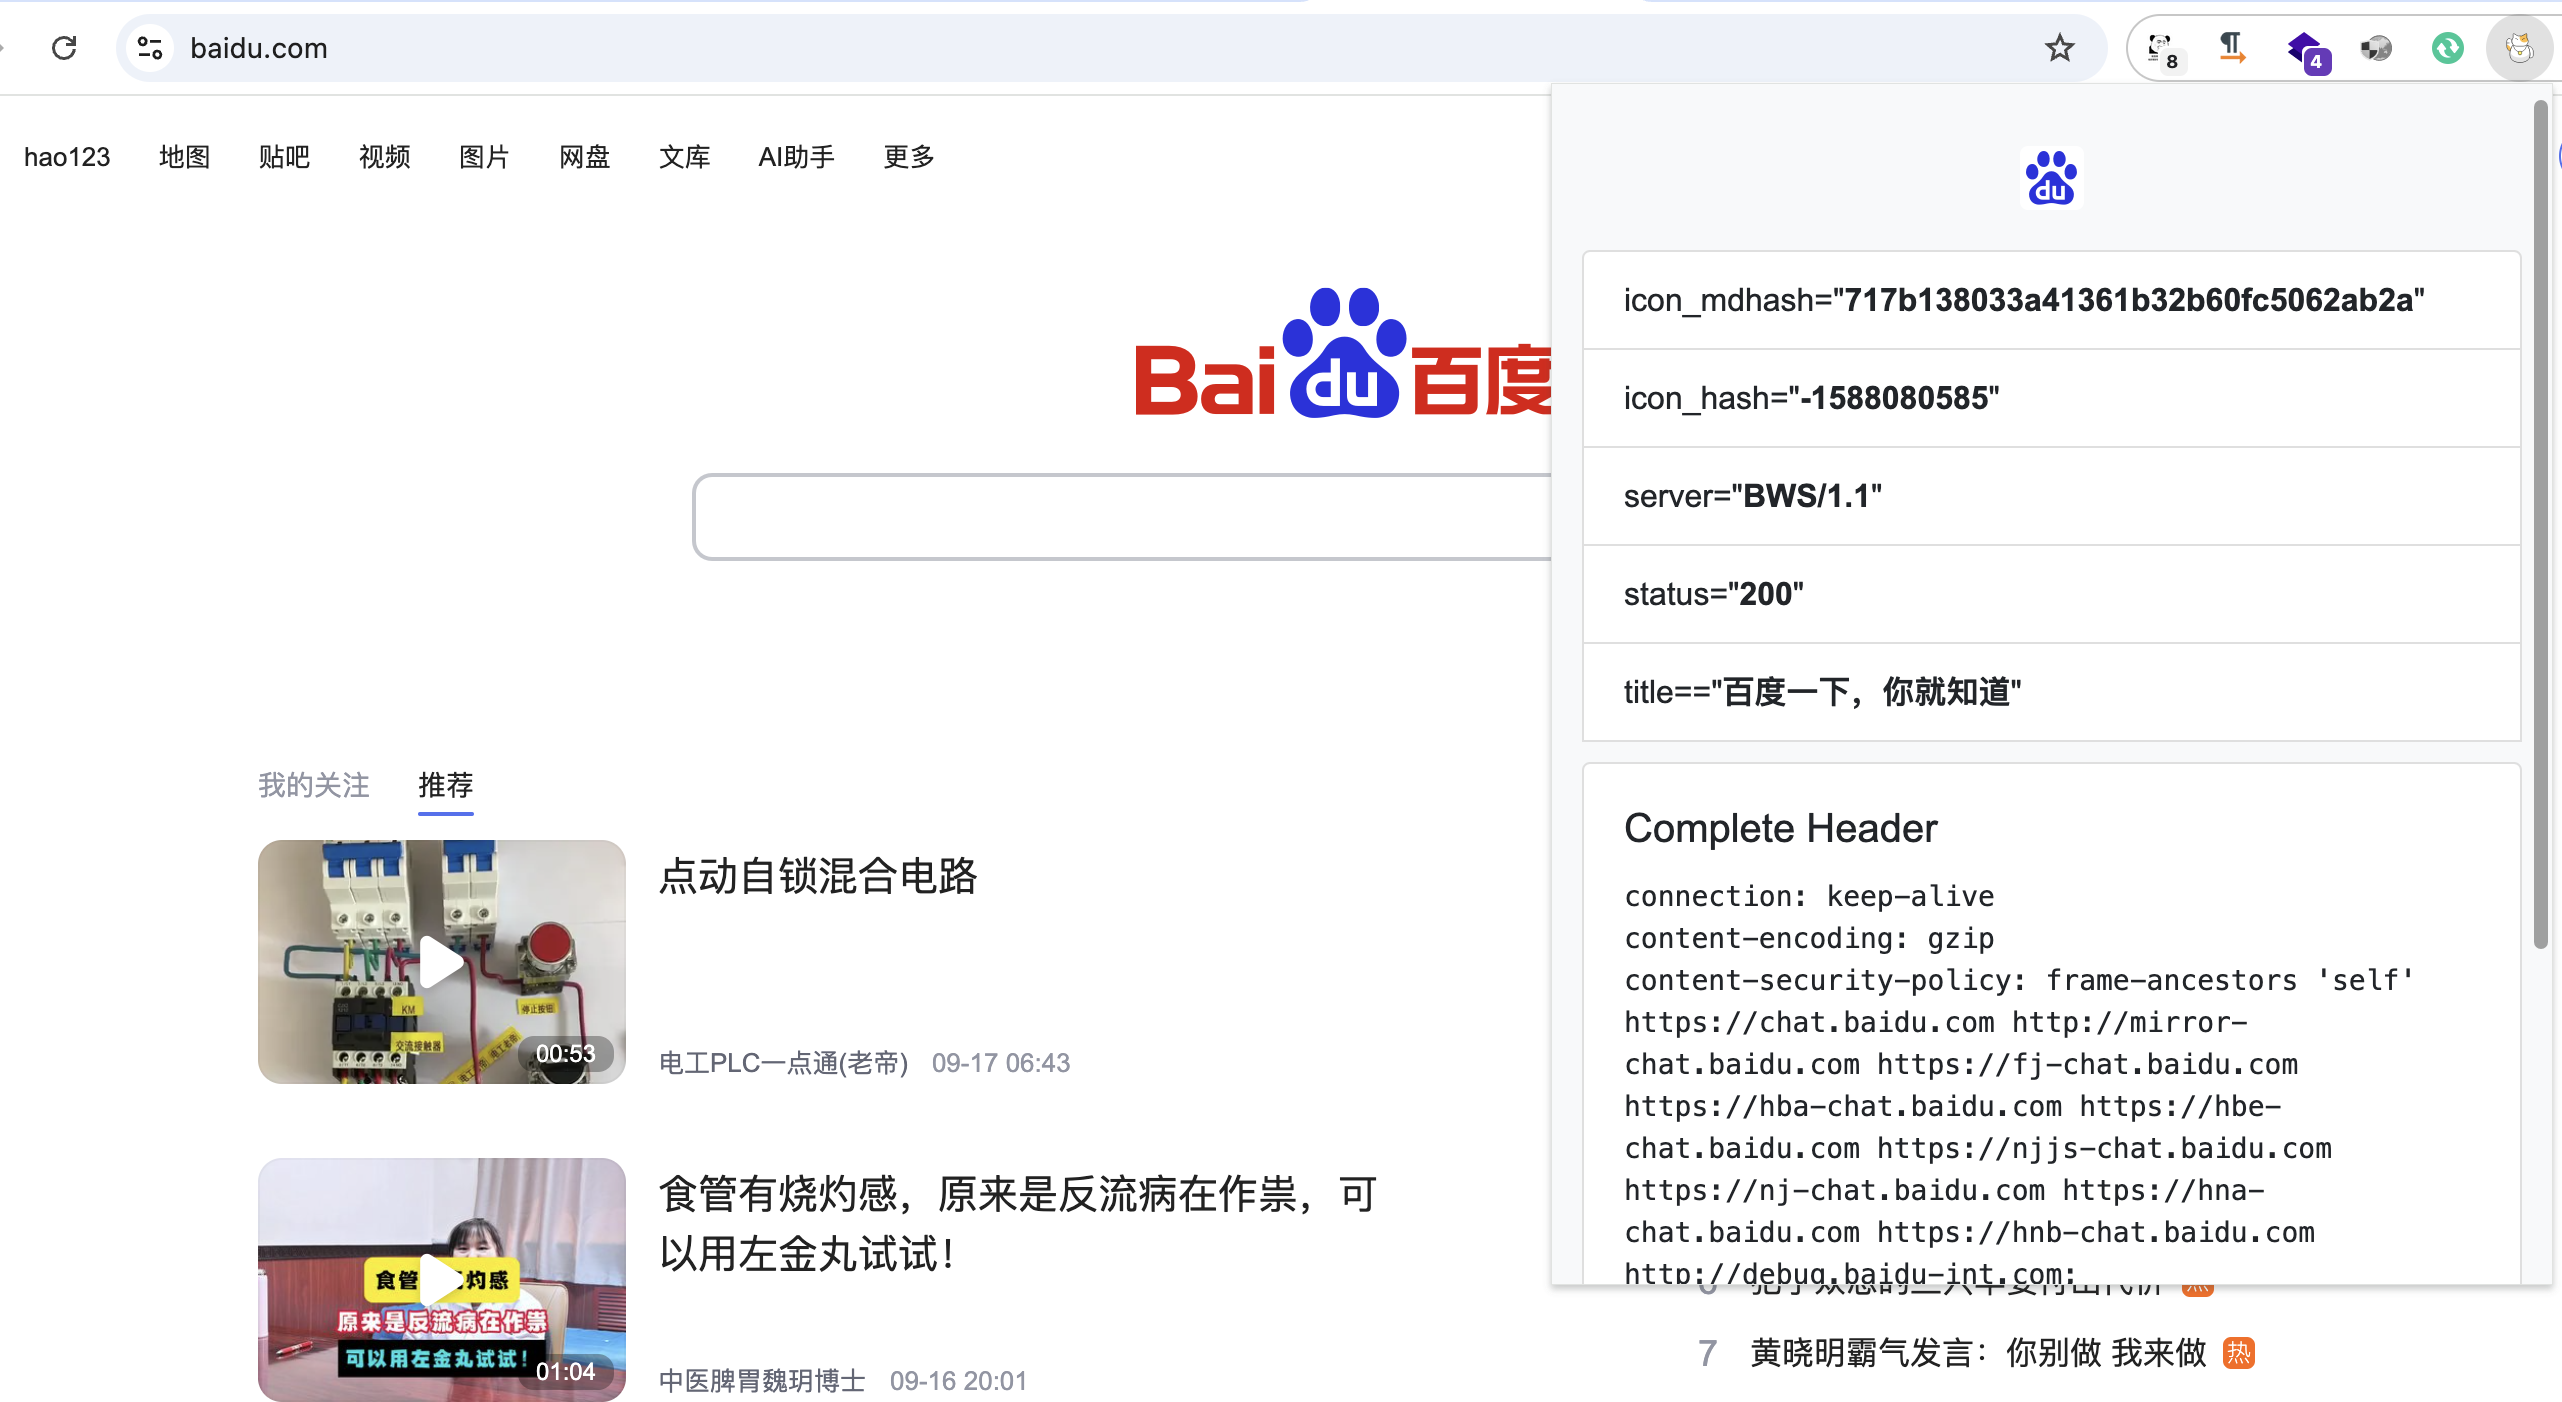 baidu.com
8
4
hao123 地图 贴吧 视频 图片 网盘 文库 AI助手 更多
du
Bai du 百度
icon_mdhash="717b138033a41361b32b60fc5062ab2a"
icon_hash="-1588080585"
server="BWS/1.1"
status="200"
title=="百度一下，你就知道"
Complete Header
connection: keep-alive
content-encoding: gzip
content-security-policy: frame-ancestors 'self'
https://chat.baidu.com http://mirror-
chat.baidu.com https://fj-chat.baidu.com
https://hba-chat.baidu.com https://hbe-
chat.baidu.com https://njjs-chat.baidu.com
https://nj-chat.baidu.com https://hna-
chat.baidu.com https://hnb-chat.baidu.com
http://debug.baidu-int.com;
我的关注 推荐
KM
停止按钮
交流接触器
00:53
点动自锁混合电路
电工PLC一点通(老帝) 09-17 06:43
食管 灼感
原来是反流病在作祟
可以用左金丸试试！
01:04
食管有烧灼感，原来是反流病在作祟，可
以用左金丸试试！
中医脾胃魏玥博士 09-16 20:01
7 黄晓明霸气发言：你别做 我来做 热